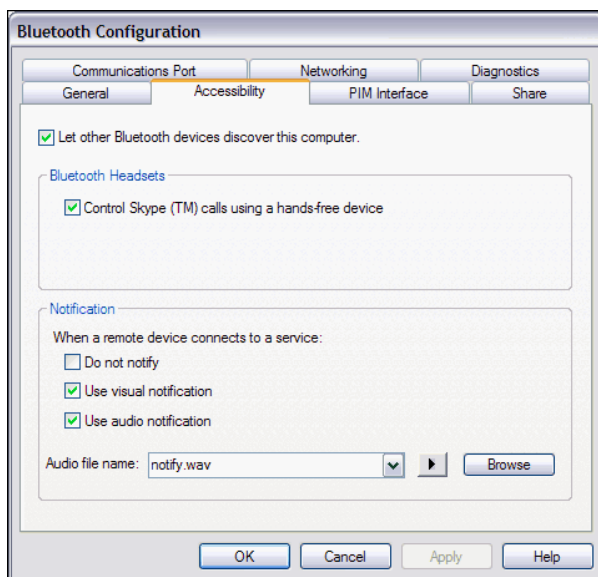 Bluetooth Configuration
Communications Port Networking Diagnostics
General Accessibility PIM Interface Share
Let other Bluetooth devices discover this computer.
Bluetooth Headsets
Control Skype (TM) calls using a hands-free device
Notification
When a remote device connects to a service:
Do not notify
Use visual notification
Use audio notification
Audio file name: notify.wav Browse
OK Cancel Apply Help